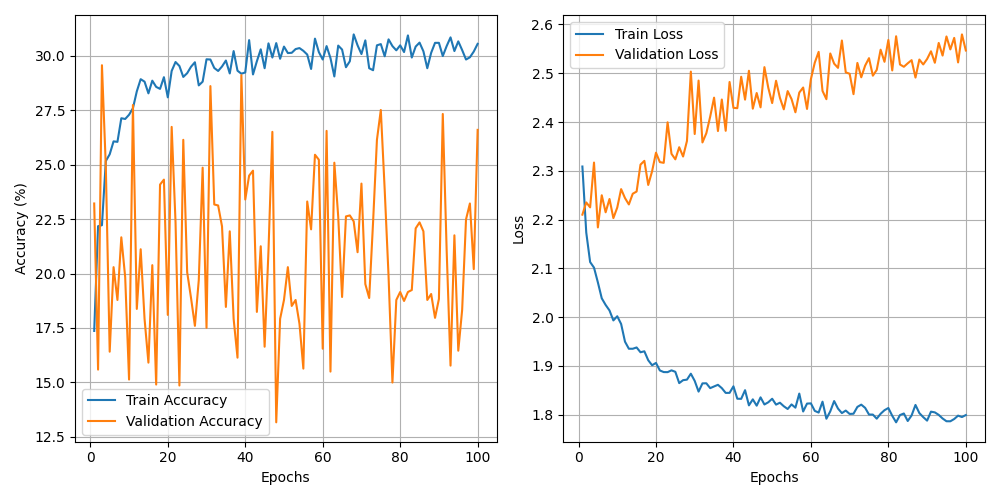 30.0
27.5
25.0
22.5
20.0
17.5
15.0
12.5
Accuracy (%)
Train Accuracy
Validation Accuracy
0 20 40 60 80 100
Epochs
2.6
2.5
2.4
2.3
2.2
2.1
2.0
1.9
1.8
Loss
Train Loss
Validation Loss
0 20 40 60 80 100
Epochs